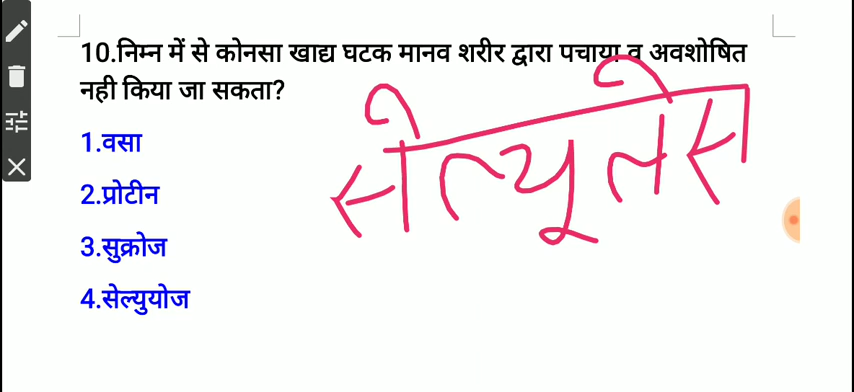 10.निम्न में से कोनसा खाद्य घटक मानव शरीर द्वारा पचाया व अवशोषित
नही किया जा सकता?
1.वसा
2.प्रोटीन
3.सुक्रोज
4.सेल्युयोज
सेल्यूलेस